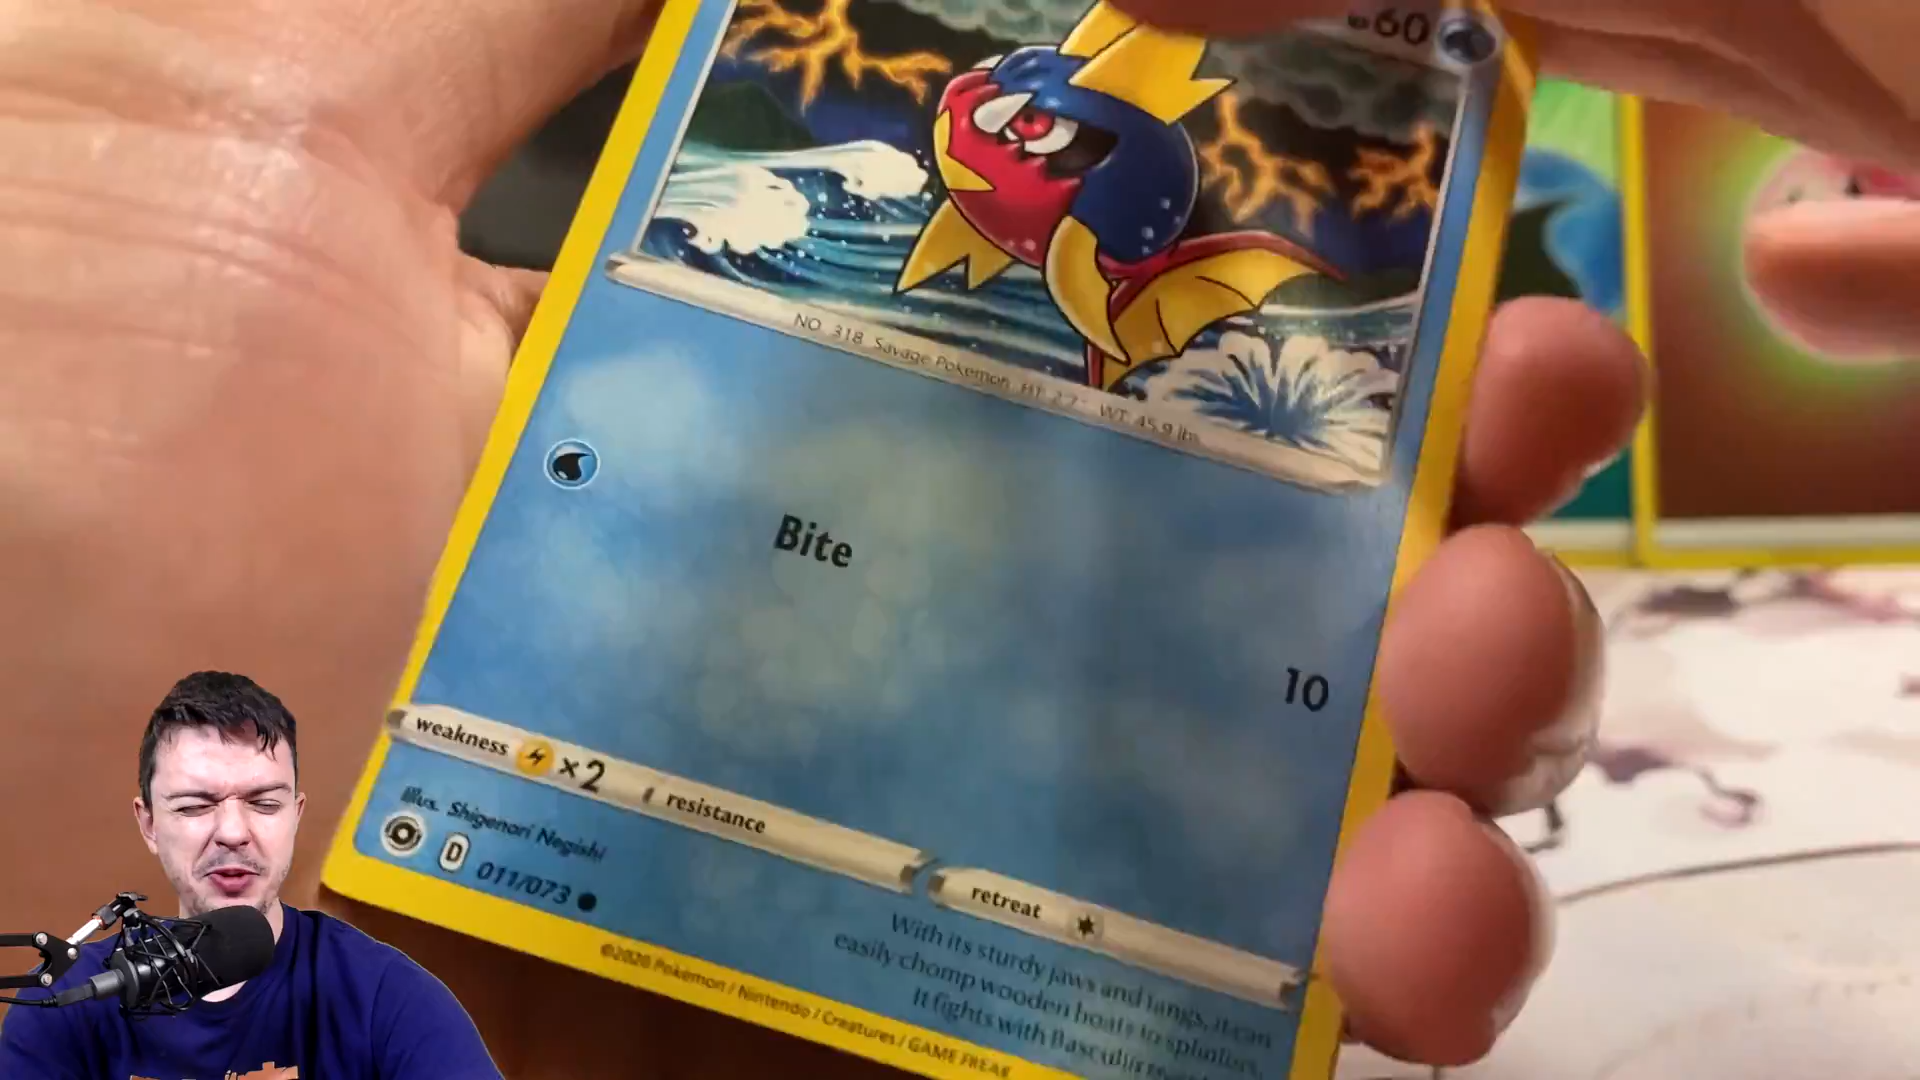 60
NO. 318 Savage Pokémon HT: 2'7" WT: 45.9 lbs.
Bite
10
weakness ×2 resistance
retreat
Illus. Shigenori Negishi
D 011/073
With its sturdy jaws and fangs, it can
easily chomp wooden boats to splinters.
It fights with Basculin
©2020 Pokémon / Nintendo / Creatures / GAME FREAK